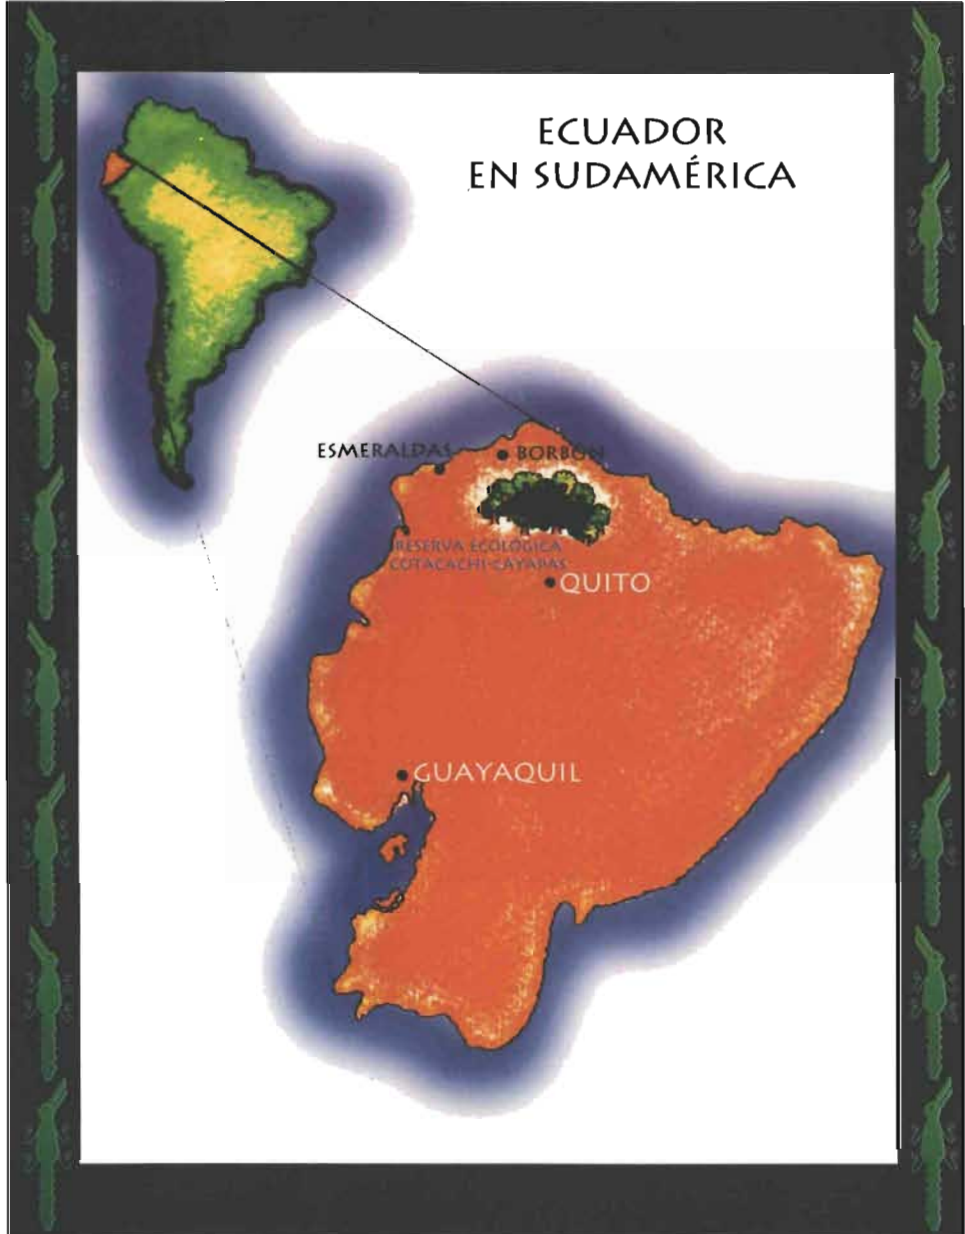 ECUADOR
EN SUDAMÉRICA
ESMERALDAS
BORBÓN
RESERVA ECOLÓGICA
COTACACHI-CAYAPAS
QUITO
GUAYAQUIL